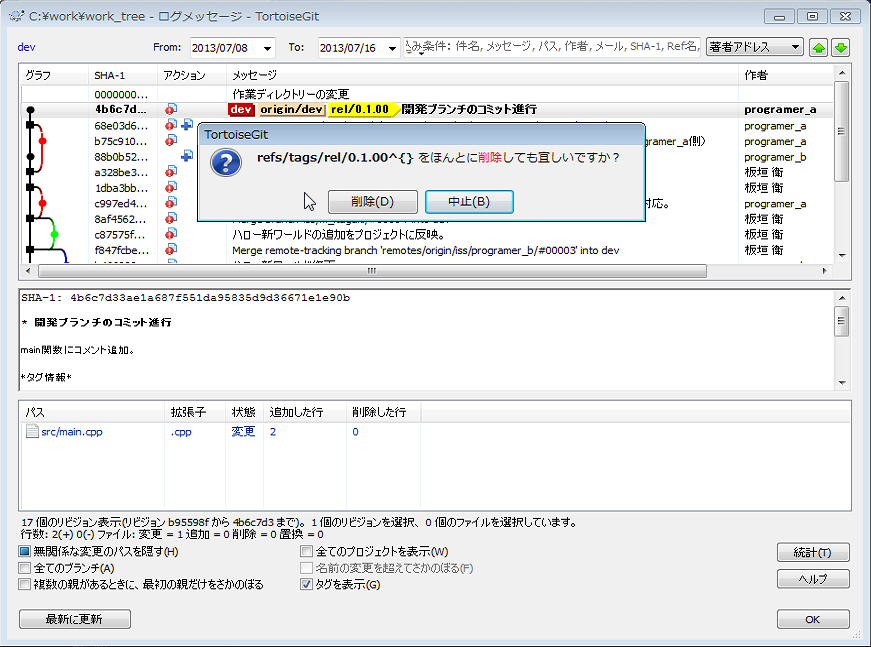 C:¥work¥work_tree - ログメッセージ - TortoiseGit
dev From: 2013/07/08 To: 2013/07/16 込み条件: 件名, メッセージ, パス, 作者, メール, SHA-1, Ref名, 著者アドレス
グラフ SHA-1 アクション メッセージ 作者
0000000... 作業ディレクトリーの変更
4b6c7d... dev origin/dev rel/0.1.00 開発ブランチのコミット進行 programer_a
68e03d6... programer_a
b75c910... programer_a側） programer_a
88b0b52... programer_b
a328be3... 板垣 衛
1dba3bb... 板垣 衛
c997ed4... 対応。 programer_a
8af4562... 板垣 衛
c87575f... ハロー新ワールドの追加をプロジェクトに反映。 板垣 衛
f847fcbe... Merge remote-tracking branch 'remotes/origin/iss/programer_b/#00003' into dev 板垣 衛
TortoiseGit
refs/tags/rel/0.1.00^{} をほんとに削除しても宜しいですか？
削除(D) 中止(B)
SHA-1: 4b6c7d33ae1a687f551da95835d9d36671e1e90b
* 開発ブランチのコミット進行
main関数にコメント追加。
*タグ情報*
パス 拡張子 状態 追加した行 削除した行
src/main.cpp .cpp 変更 2 0
17 個のリビジョン表示(リビジョン b95598f から 4b6c7d3 まで)。1 個のリビジョンを選択、0 個のファイルを選択しています。
行数: 2(+) 0(-) ファイル: 変更 = 1 追加 = 0 削除 = 0 置換 = 0
無関係な変更のパスを隠す(H) 全てのプロジェクトを表示(W) 統計(T)
全てのブランチ(A) 名前の変更を超えてさかのぼる(F) ヘルプ
複数の親があるときに、最初の親だけをさかのぼる タグを表示(G)
最新に更新 OK